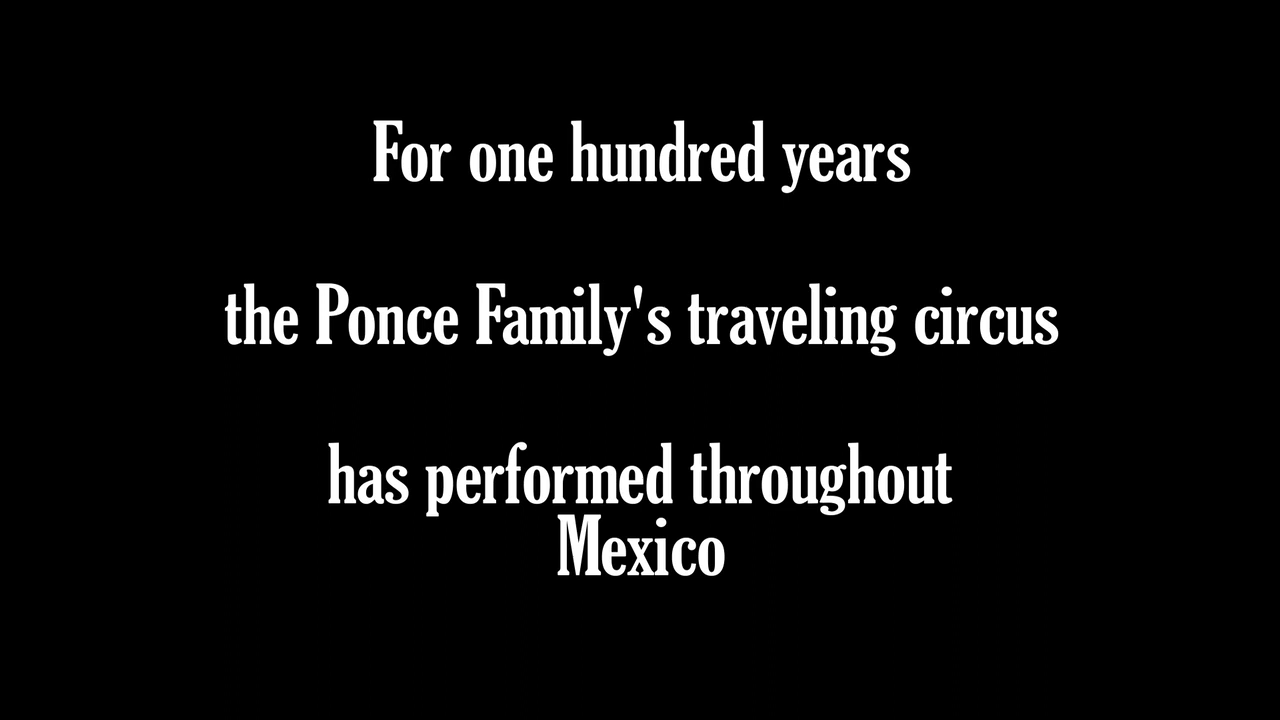 For one hundred years
the Ponce Family's traveling circus
has performed throughout
Mexico